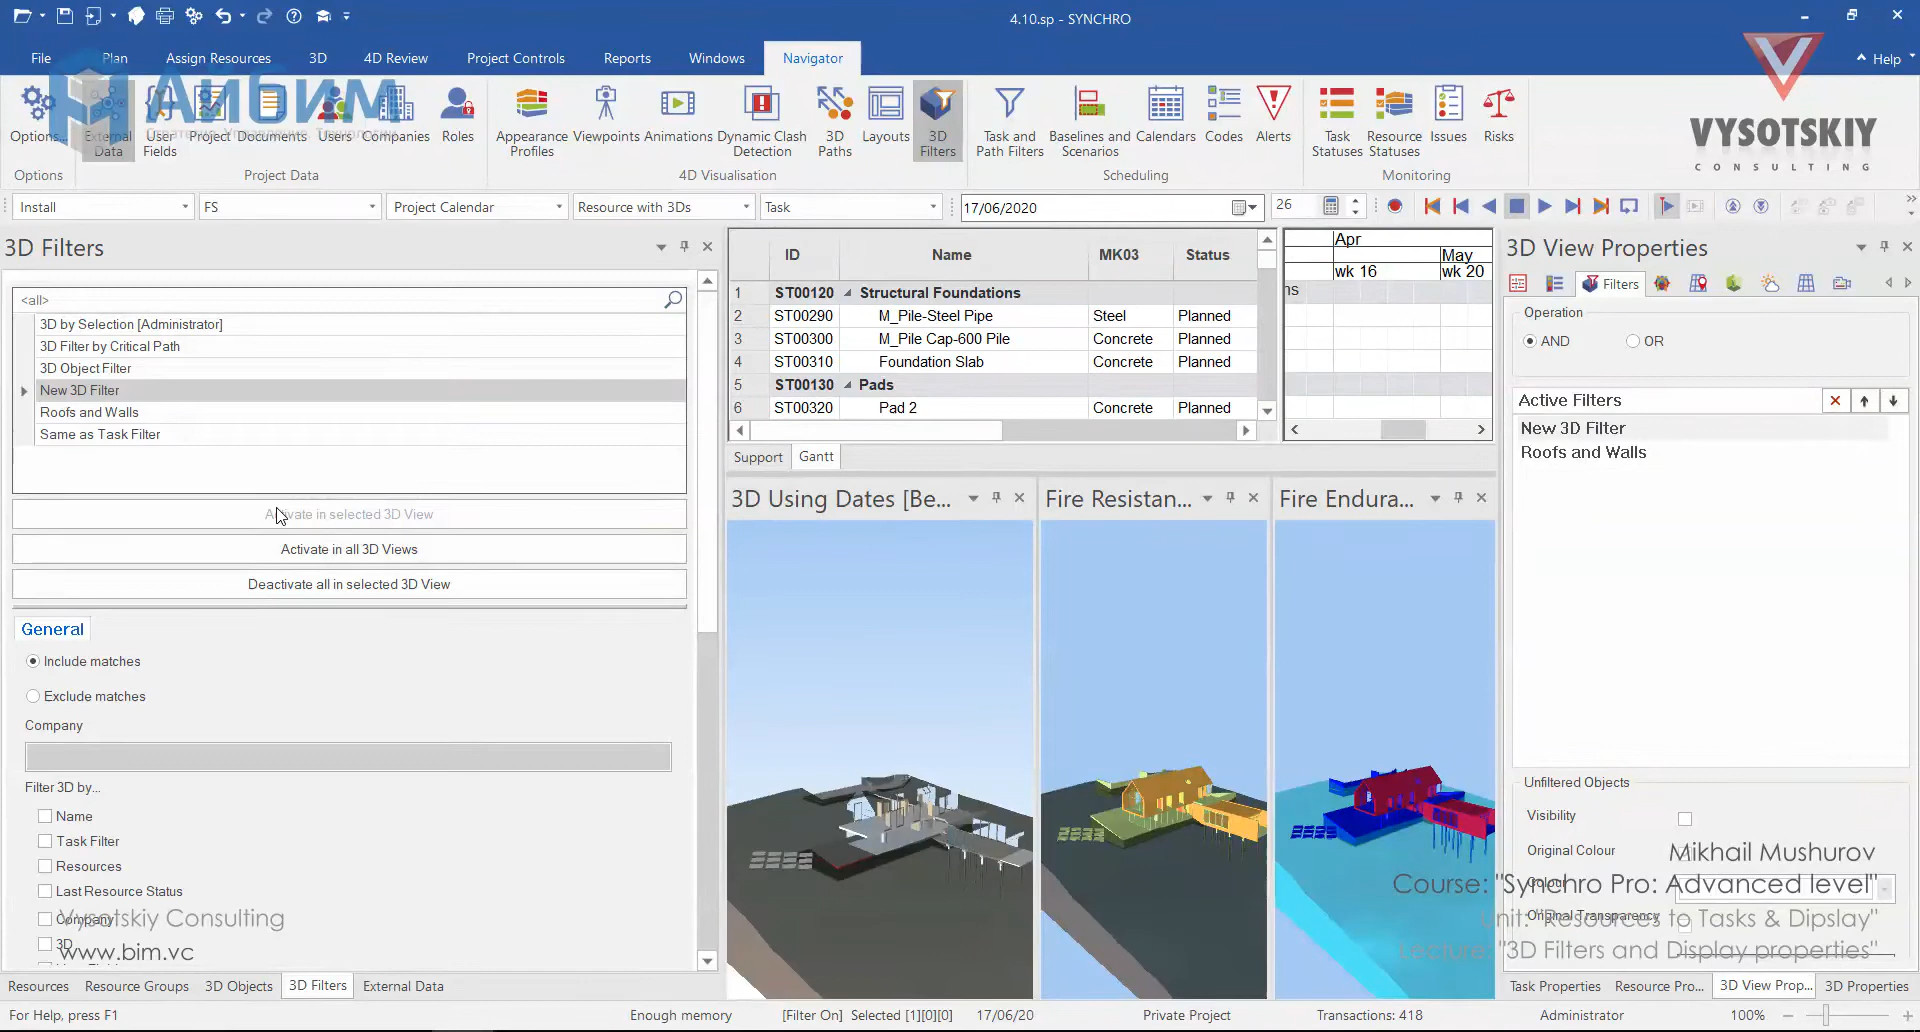 4.10.sp - SYNCHRO
File Plan Assign Resources 3D 4D Review Project Controls Reports Windows Navigator Help
Айбим
Options... External Data User Fields Project Documents Users Companies Roles
Appearance Profiles Viewpoints Animations Dynamic Clash Detection 3D Paths Layouts 3D Filters
Task and Path Filters Baselines and Scenarios Calendars Codes Alerts
Task Statuses Resource Statuses Issues Risks
VYSOTSKIY
CONSULTING
Options Project Data 4D Visualisation Scheduling Monitoring
Install FS Project Calendar Resource with 3Ds Task 17/06/2020 26
3D Filters
<all>
3D by Selection [Administrator]
3D Filter by Critical Path
3D Object Filter
New 3D Filter
Roofs and Walls
Same as Task Filter
Activate in selected 3D View
Activate in all 3D Views
Deactivate all in selected 3D View
General
Include matches
Exclude matches
Company
Filter 3D by...
Name
Task Filter
Resources
Last Resource Status
Company
3D
Vysotskiy Consulting
www.bim.vc
Resources Resource Groups 3D Objects 3D Filters External Data
ID Name MK03 Status
1 ST00120 Structural Foundations
2 ST00290 M_Pile-Steel Pipe Steel Planned
3 ST00300 M_Pile Cap-600 Pile Concrete Planned
4 ST00310 Foundation Slab Concrete Planned
5 ST00130 Pads
6 ST00320 Pad 2 Concrete Planned
Apr
May
wk 16 wk 20
ns
Support Gantt
3D Using Dates [Be... Fire Resistan... Fire Endura...
3D View Properties
Filters
Operation
AND OR
Active Filters
New 3D Filter
Roofs and Walls
Unfiltered Objects
Visibility
Original Colour
Colour
Original Transparency
Mikhail Mushurov
Course: "Synchro Pro: Advanced level"
Unit: "Resources to Tasks & Dipslay"
Lecture: "3D Filters and Display properties"
Task Properties Resource Pro... 3D View Prop... 3D Properties
For Help, press F1 Enough memory [Filter On] Selected [1][0][0] 17/06/20 Private Project Transactions: 418 Administrator 100%